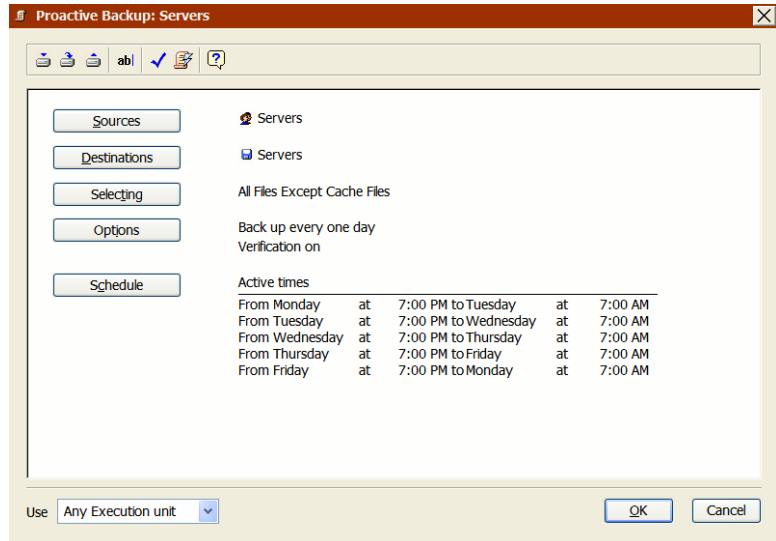 Proactive Backup: Servers
ab
Sources Servers
Destinations Servers
Selecting All Files Except Cache Files
Options Back up every one day
Verification on
Schedule Active times
From Monday at 7:00 PM to Tuesday at 7:00 AM
From Tuesday at 7:00 PM to Wednesday at 7:00 AM
From Wednesday at 7:00 PM to Thursday at 7:00 AM
From Thursday at 7:00 PM to Friday at 7:00 AM
From Friday at 7:00 PM to Monday at 7:00 AM
Use Any Execution unit OK Cancel